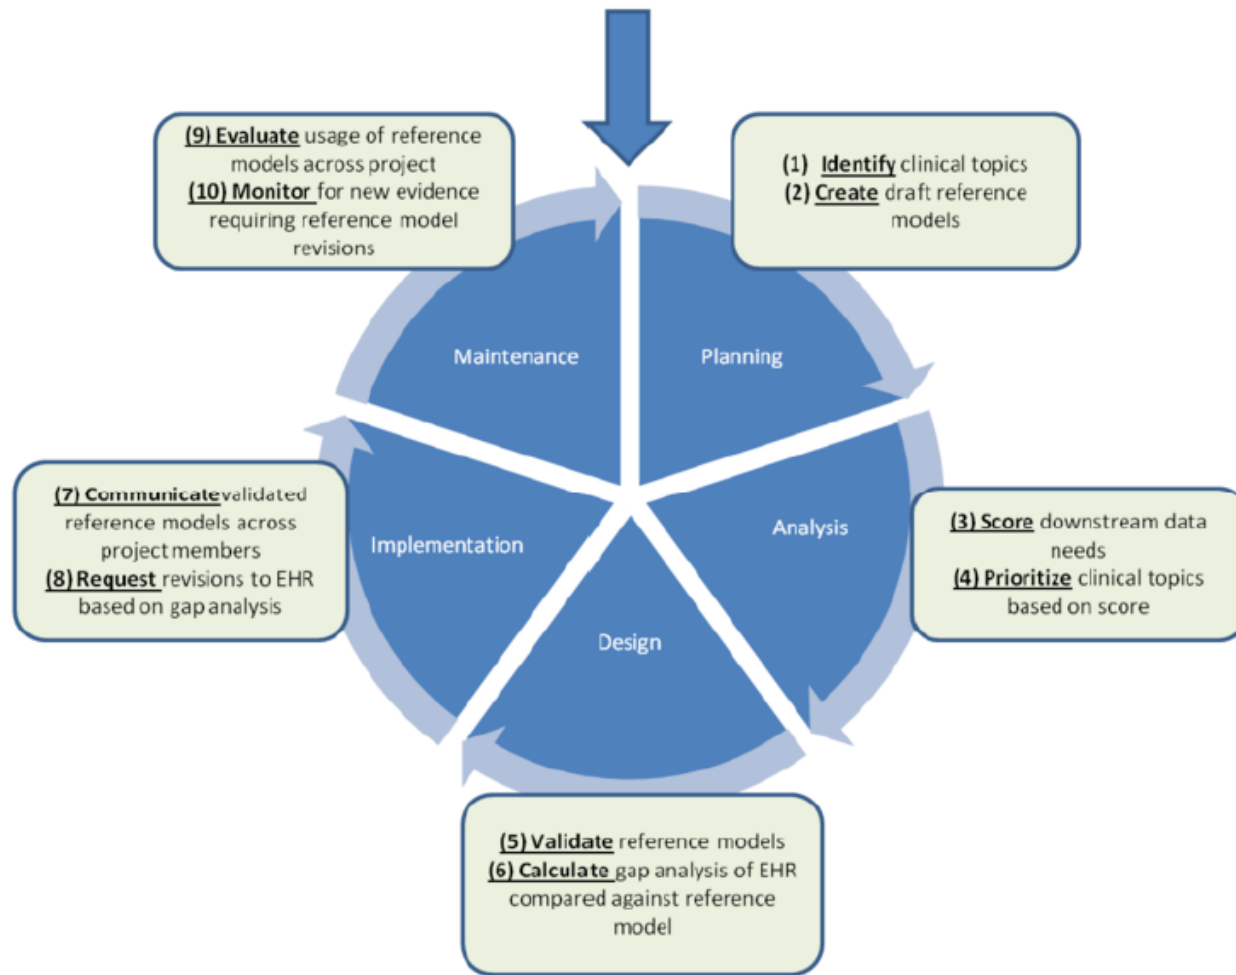 (9) Evaluate usage of reference
models across project
(10) Monitor for new evidence
requiring reference model
revisions
(1) Identify clinical topics
(2) Create draft reference
models
Maintenance
Planning
(7) Communicate validated
reference models across
project members
(8) Request revisions to EHR
based on gap analysis
Implementation
Analysis
(3) Score downstream data
needs
(4) Prioritize clinical topics
based on score
Design
(5) Validate reference models
(6) Calculate gap analysis of EHR
compared against reference
model